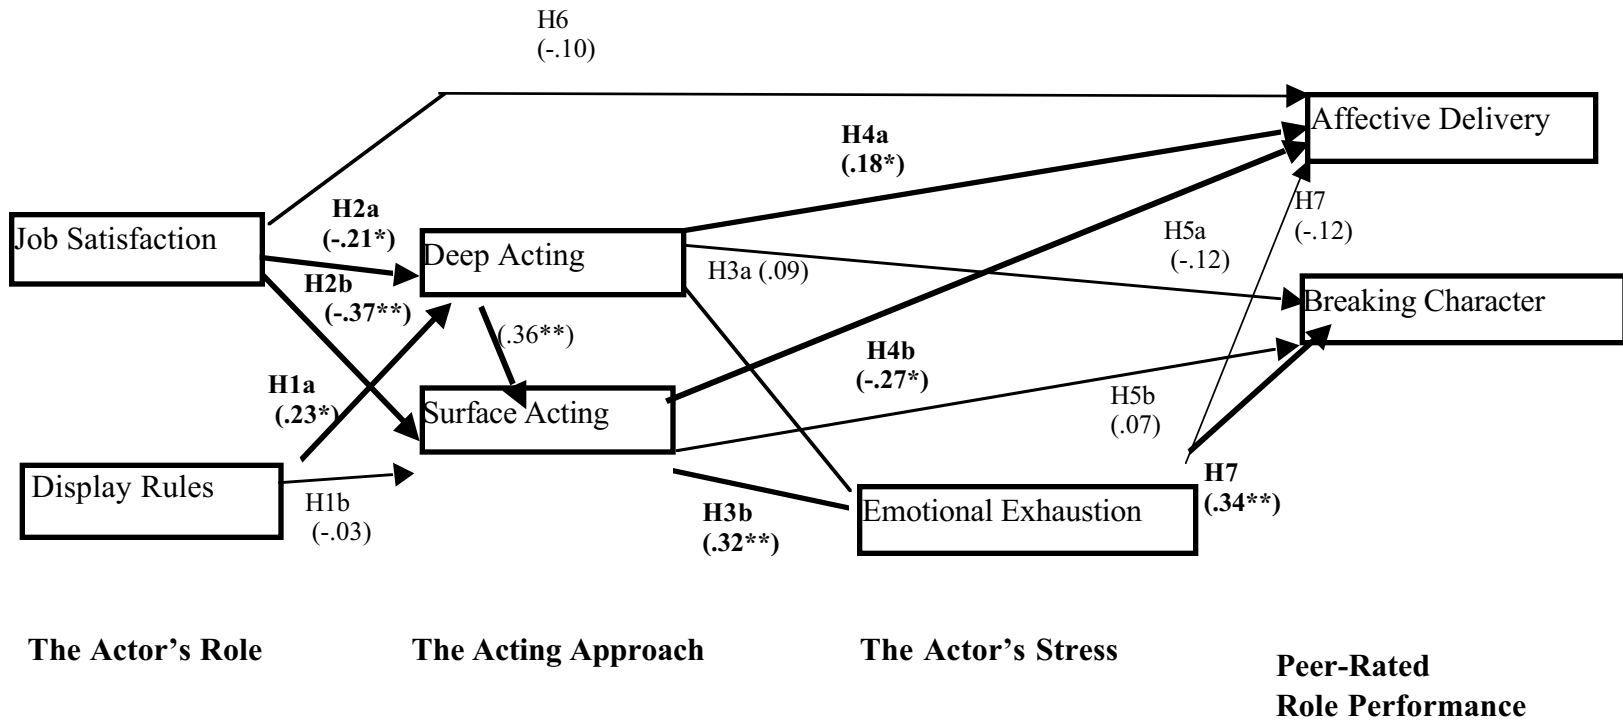 H6
(-.10)
Affective Delivery
H4a
(.18*)
H7
(-.12)
H2a
(-.21*)
Job Satisfaction
H5a
(-.12)
Deep Acting
H3a (.09)
H2b
(-.37**)
Breaking Character
(.36**)
H4b
(-.27*)
H1a
(.23*)
Surface Acting
H5b
(.07)
Display Rules
H1b
(-.03)
H3b
(.32**)
Emotional Exhaustion
H7
(.34**)
The Actor’s Role
The Acting Approach
The Actor’s Stress
Peer-Rated
Role Performance